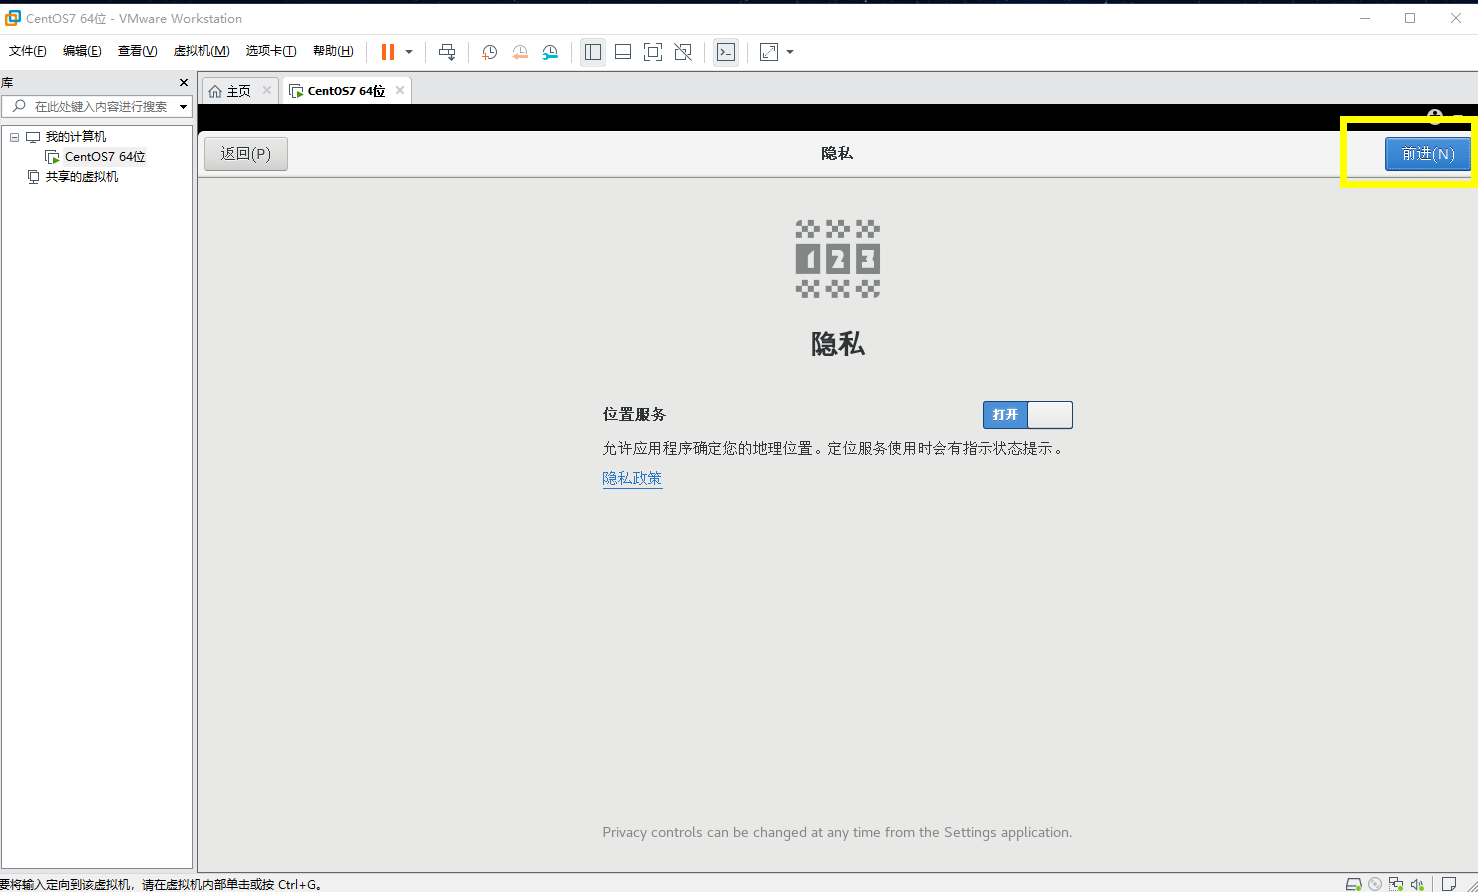 CentOS7 64位 - VMware Workstation
文件(F) 编辑(E) 查看(V) 虚拟机(M) 选项卡(T) 帮助(H)
库
主页 CentOS7 64位
在此处键入内容进行搜索
我的计算机
CentOS7 64位
共享的虚拟机
返回(P) 隐私 前进(N)
1 2 3
隐私
位置服务 打开
允许应用程序确定您的地理位置。定位服务使用时会有指示状态提示。
隐私政策
Privacy controls can be changed at any time from the Settings application.
要将输入定向到该虚拟机，请在虚拟机内部单击或按 Ctrl+G。